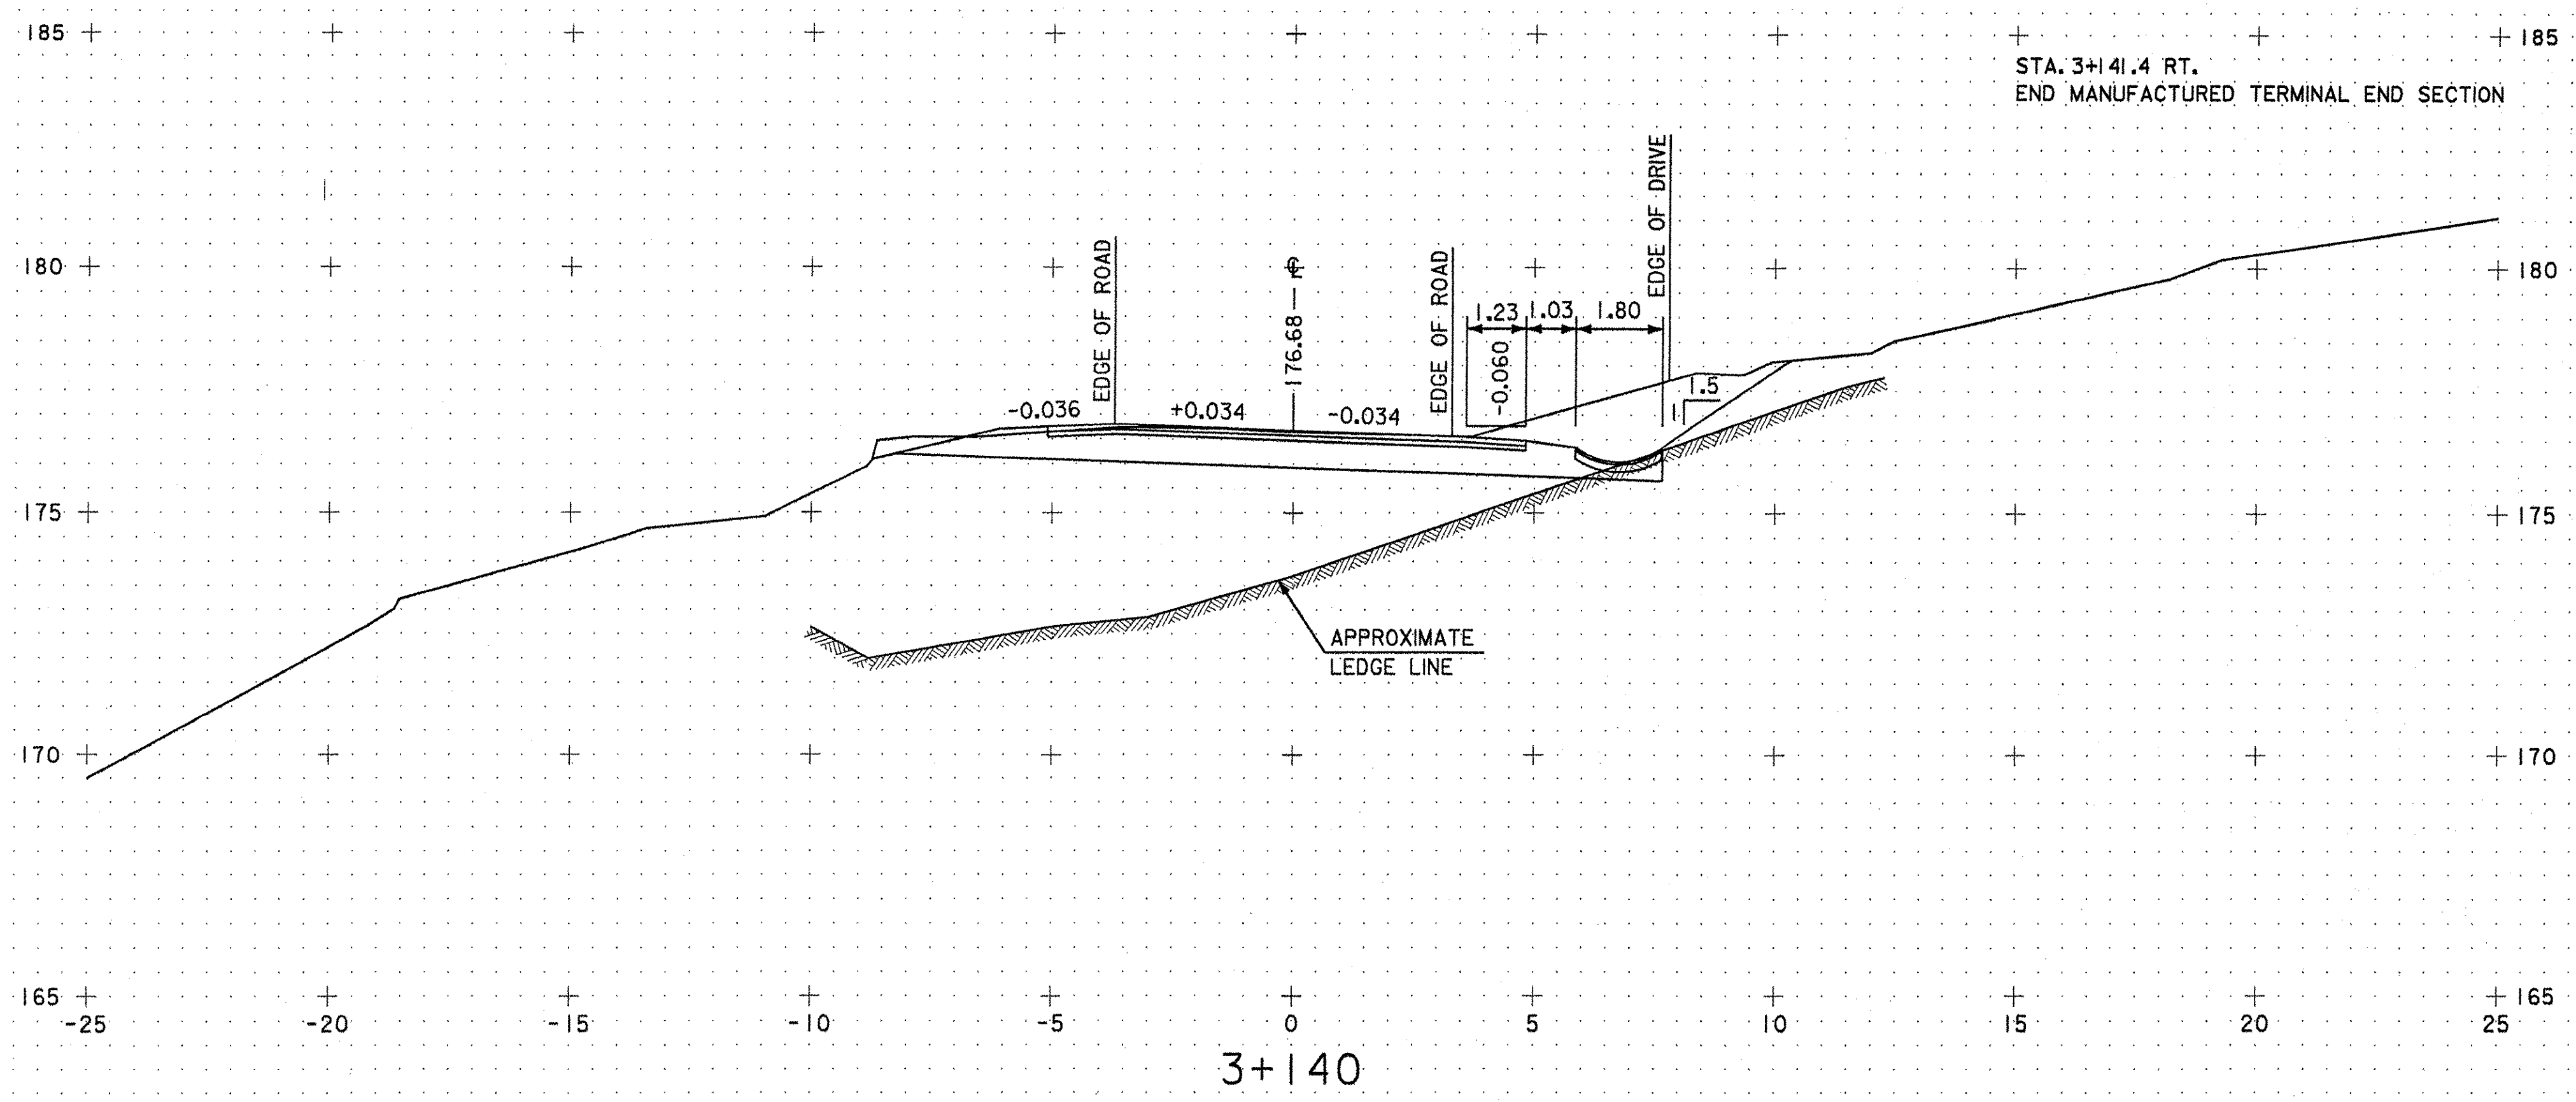 185 185
STA. 3+141.4 RT.
END MANUFACTURED TERMINAL END SECTION
EDGE OF DRIVE
EDGE OF ROAD
EDGE OF ROAD
180 180
℄
176.68
1.23 1.03 1.80
-0.060
-0.036 +0.034 -0.034
1.5
1
175 175
APPROXIMATE
LEDGE LINE
170 170
165 165
-25 -20 -15 -10 -5 0 5 10 15 20 25
3+140